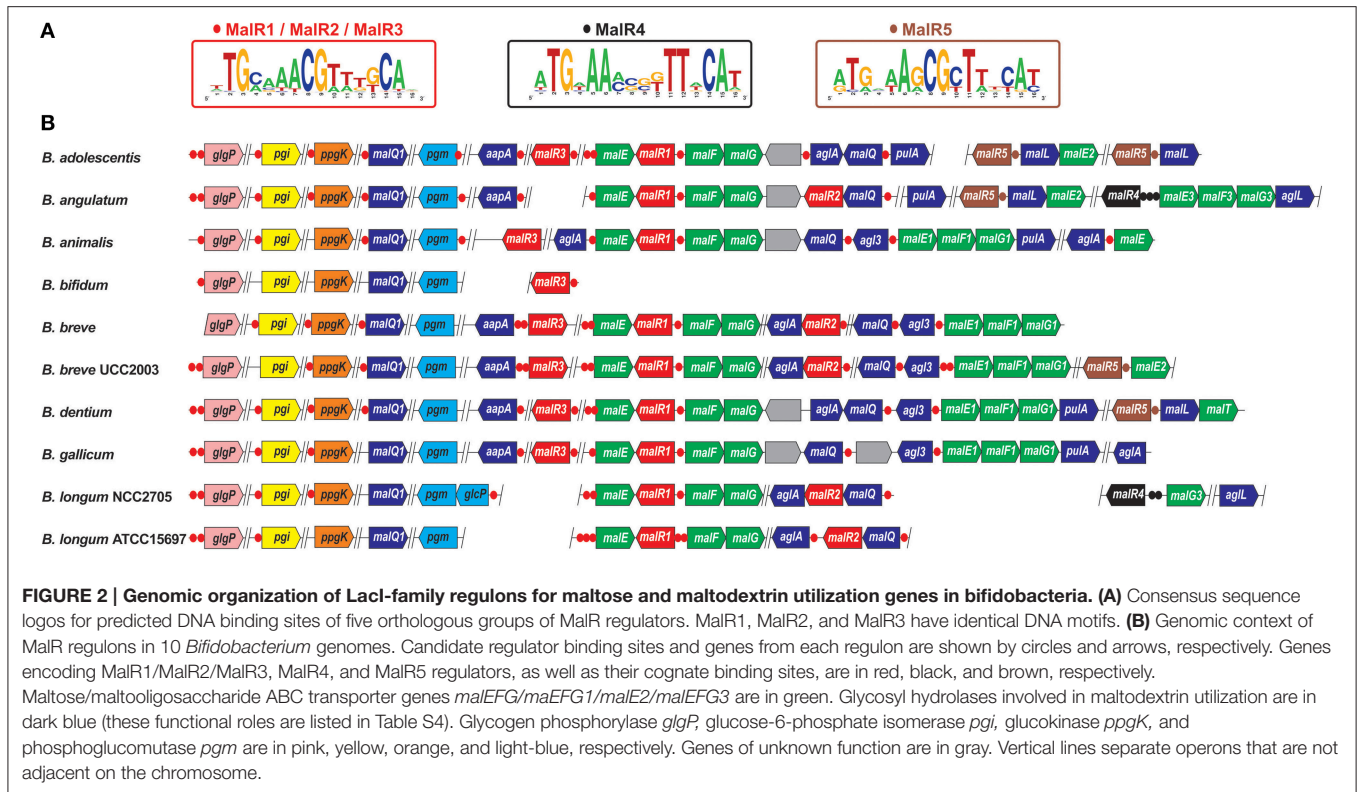 A
MalR1 / MalR2 / MalR3
MalR4
MalR5
B
B. adolescentis glgP pgi ppgK malQ1 pgm aapA malR3 malE malR1 malF malG aglA malQ pulA malR5 malL malE2 malR5 malL
B. angulatum glgP pgi ppgK malQ1 pgm aapA malE malR1 malF malG malR2 malQ pulA malR5 malL malE2 malR4 malE3 malF3 malG3 aglL
B. animalis glgP pgi ppgK malQ1 pgm malR3 aglA malE malR1 malF malG malQ agl3 malE1 malF1 malG1 pulA aglA malE
B. bifidum glgP pgi ppgK malQ1 pgm malR3
B. breve glgP pgi ppgK malQ1 pgm aapA malR3 malE malR1 malF malG aglA malR2 malQ agl3 malE1 malF1 malG1
B. breve UCC2003 glgP pgi ppgK malQ1 pgm aapA malR3 malE malR1 malF malG aglA malR2 malQ agl3 malE1 malF1 malG1 malR5 malE2
B. dentium glgP pgi ppgK malQ1 pgm aapA malR3 malE malR1 malF malG aglA malQ agl3 malE1 malF1 malG1 pulA malR5 malL malT
B. gallicum glgP pgi ppgK malQ1 pgm aapA malR3 malE malR1 malF malG malQ agl3 malE1 malF1 malG1 pulA aglA
B. longum NCC2705 glgP pgi ppgK malQ1 pgm glcP malE malR1 malF malG aglA malR2 malQ malR4 malG3 aglL
B. longum ATCC15697 glgP pgi ppgK malQ1 pgm malE malR1 malF malG aglA malR2 malQ
FIGURE 2 | Genomic organization of LacI-family regulons for maltose and maltodextrin utilization genes in bifidobacteria. (A) Consensus sequence
logos for predicted DNA binding sites of five orthologous groups of MalR regulators. MalR1, MalR2, and MalR3 have identical DNA motifs. (B) Genomic context of
MalR regulons in 10 Bifidobacterium genomes. Candidate regulator binding sites and genes from each regulon are shown by circles and arrows, respectively. Genes
encoding MalR1/MalR2/MalR3, MalR4, and MalR5 regulators, as well as their cognate binding sites, are in red, black, and brown, respectively.
Maltose/maltooligosaccharide ABC transporter genes malEFG/maEFG1/malE2/malEFG3 are in green. Glycosyl hydrolases involved in maltodextrin utilization are in
dark blue (these functional roles are listed in Table S4). Glycogen phosphorylase glgP, glucose-6-phosphate isomerase pgi, glucokinase ppgK, and
phosphoglucomutase pgm are in pink, yellow, orange, and light-blue, respectively. Genes of unknown function are in gray. Vertical lines separate operons that are not
adjacent on the chromosome.